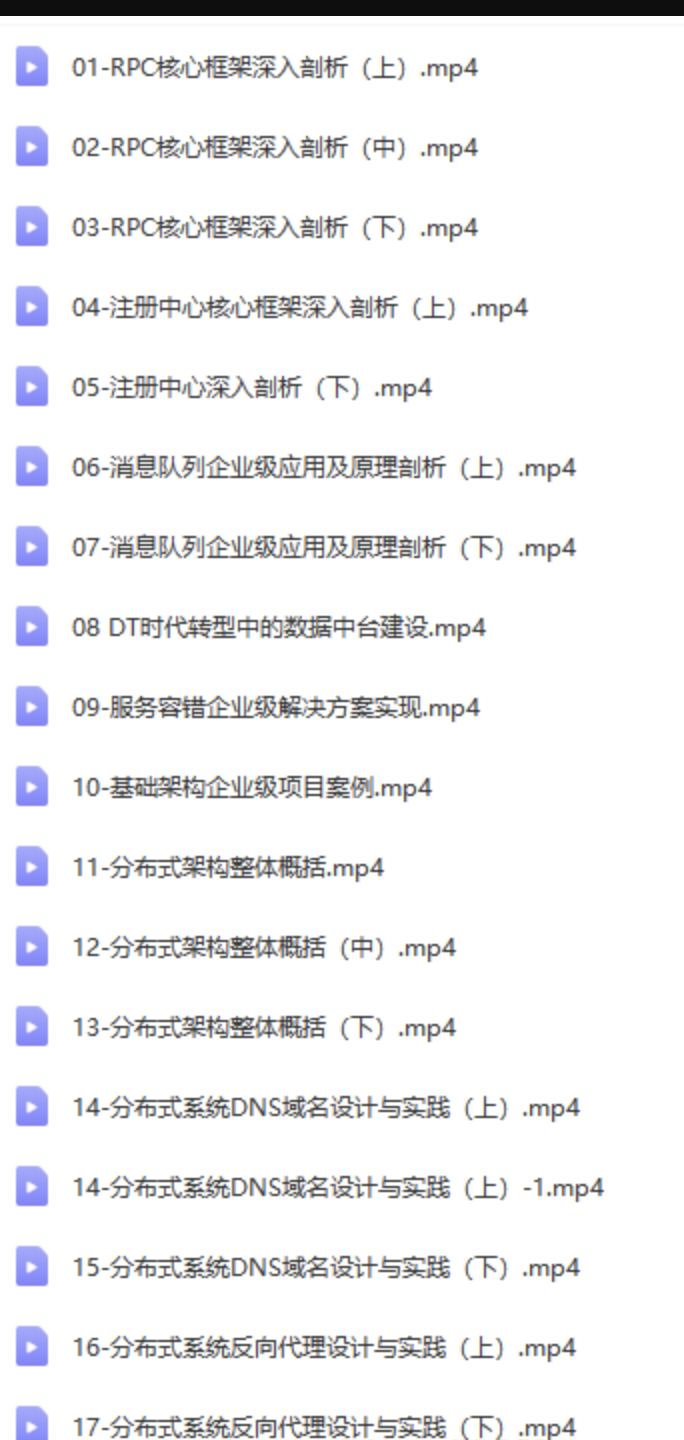 01-RPC核心框架深入剖析（上）.mp4
02-RPC核心框架深入剖析（中）.mp4
03-RPC核心框架深入剖析（下）.mp4
04-注册中心核心框架深入剖析（上）.mp4
05-注册中心深入剖析（下）.mp4
06-消息队列企业级应用及原理剖析（上）.mp4
07-消息队列企业级应用及原理剖析（下）.mp4
08 DT时代转型中的数据中台建设.mp4
09-服务容错企业级解决方案实现.mp4
10-基础架构企业级项目案例.mp4
11-分布式架构整体概括.mp4
12-分布式架构整体概括（中）.mp4
13-分布式架构整体概括（下）.mp4
14-分布式系统DNS域名设计与实践（上）.mp4
14-分布式系统DNS域名设计与实践（上）-1.mp4
15-分布式系统DNS域名设计与实践（下）.mp4
16-分布式系统反向代理设计与实践（上）.mp4
17-分布式系统反向代理设计与实践（下）.mp4